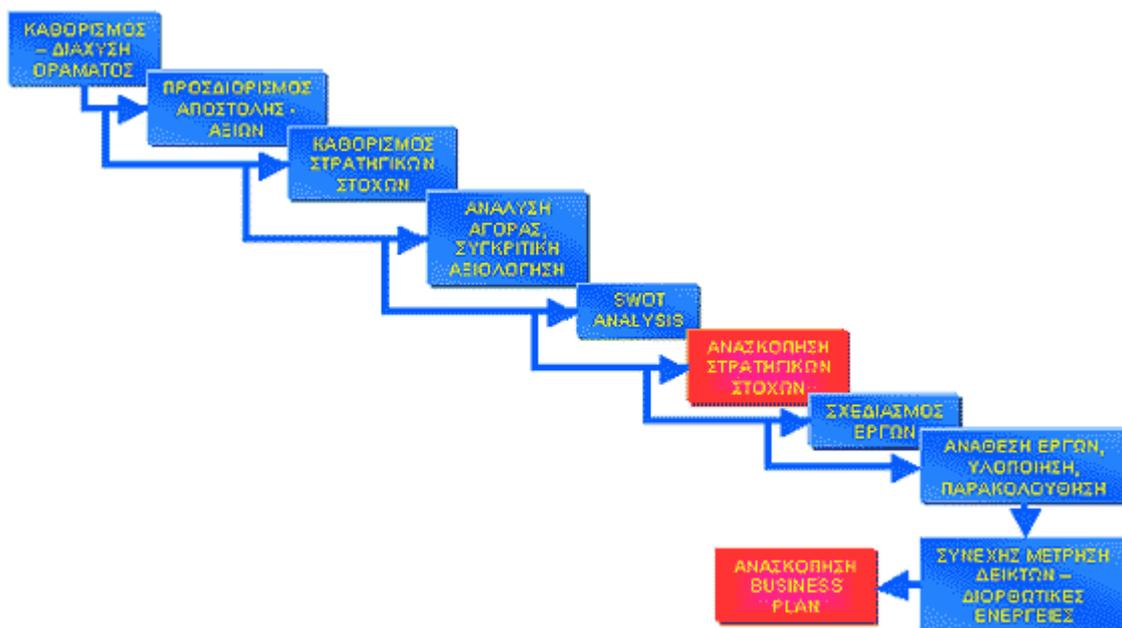 ΚΑΘΟΡΙΣΜΟΣ
– ΔΙΑΧΥΣΗ
ΟΡΑΜΑΤΟΣ
ΠΡΟΣΔΙΟΡΙΣΜΟΣ
ΑΠΟΣΤΟΛΗΣ -
ΑΞΙΩΝ
ΚΑΘΟΡΙΣΜΟΣ
ΣΤΡΑΤΗΓΙΚΩΝ
ΣΤΟΧΩΝ
ΑΝΑΛΥΣΗ
ΑΓΟΡΑΣ,
ΣΥΓΚΡΙΤΙΚΗ
ΑΞΙΟΛΟΓΗΣΗ
SWOT
ANALYSIS
ΑΝΑΣΚΟΠΗΣΗ
ΣΤΡΑΤΗΓΙΚΩΝ
ΣΤΟΧΩΝ
ΣΧΕΔΙΑΣΜΟΣ
ΕΡΓΩΝ
ΑΝΑΘΕΣΗ ΕΡΓΩΝ,
ΥΛΟΠΟΙΗΣΗ,
ΠΑΡΑΚΟΛΟΥΘΗΣΗ
ΣΥΝΕΧΗΣ ΜΕΤΡΗΣΗ
ΔΕΙΚΤΩΝ –
ΔΙΟΡΘΩΤΙΚΕΣ
ΕΝΕΡΓΕΙΕΣ
ΑΝΑΣΚΟΠΗΣΗ
BUSINESS
PLAN